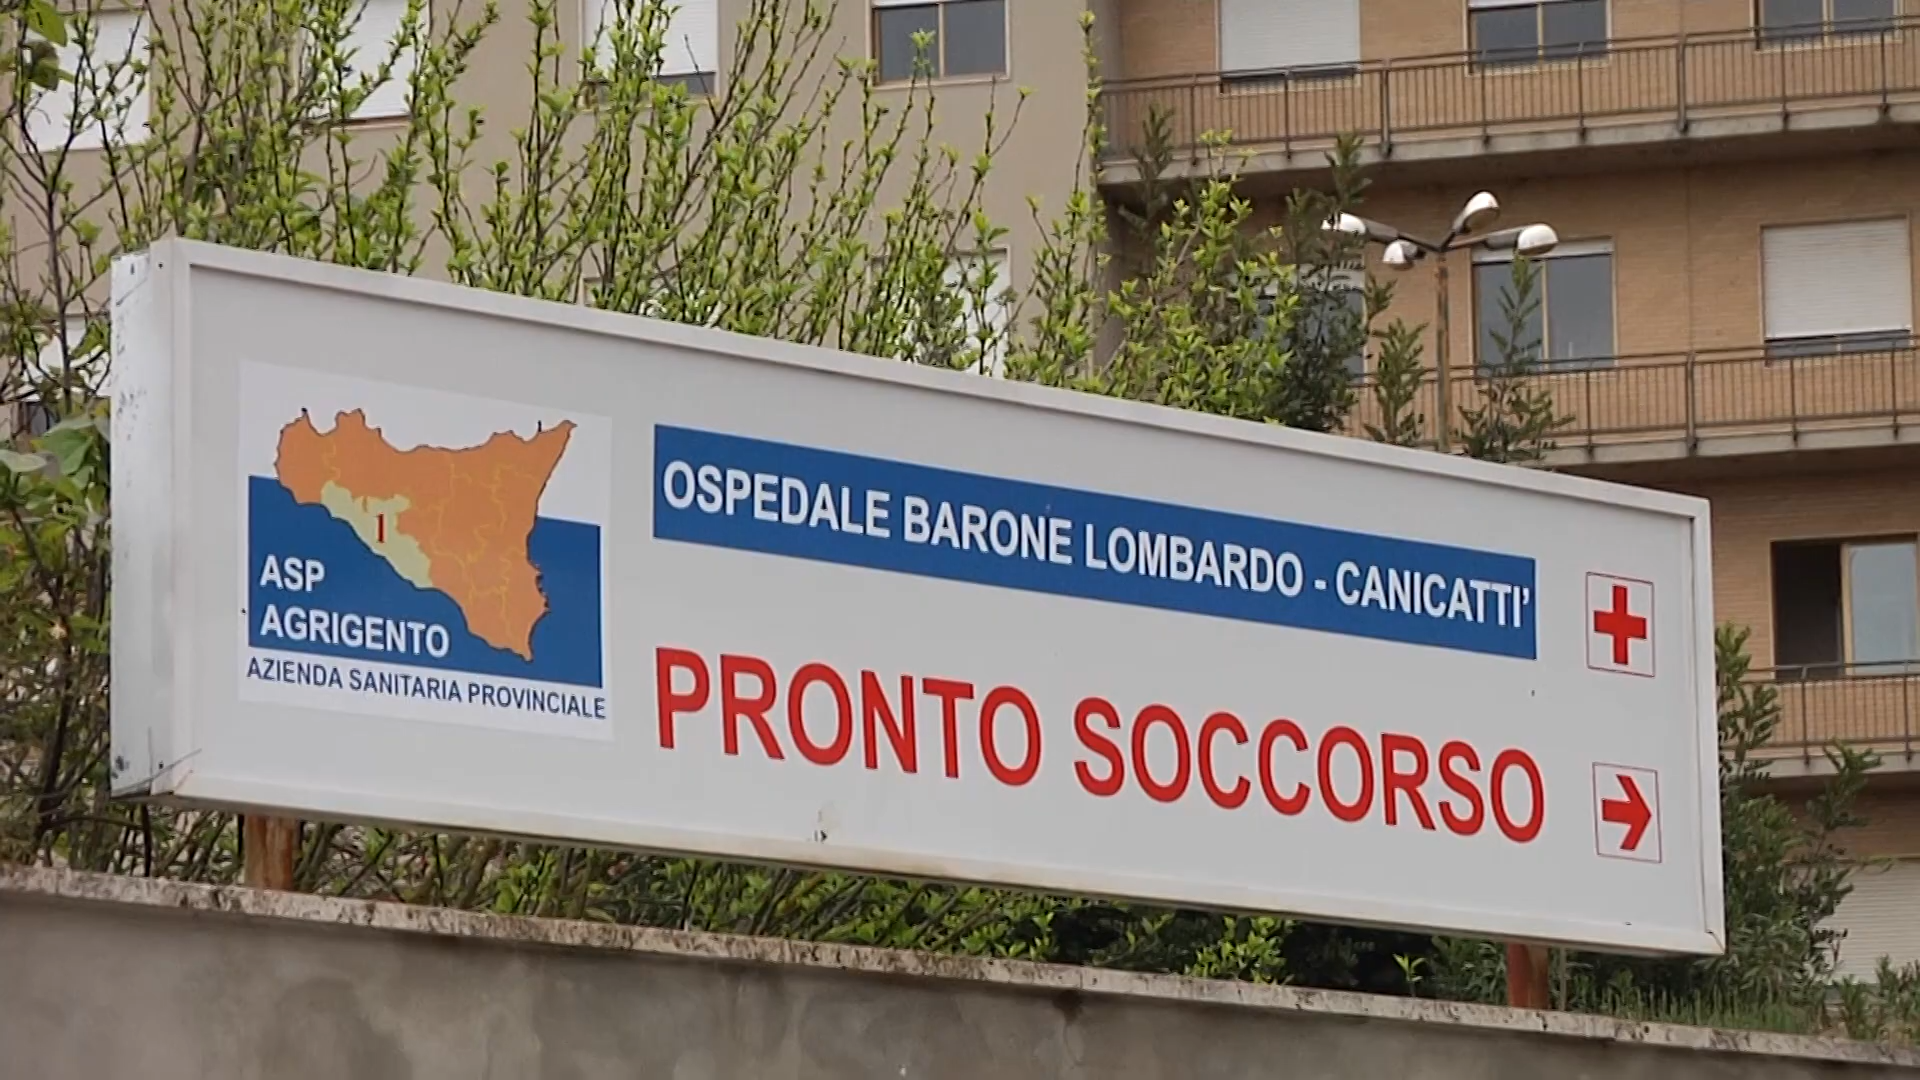 OSPEDALE BARONE LOMBARDO - CANICATTI'
PRONTO SOCCORSO
1
ASP
AGRIGENTO
AZIENDA SANITARIA PROVINCIALE